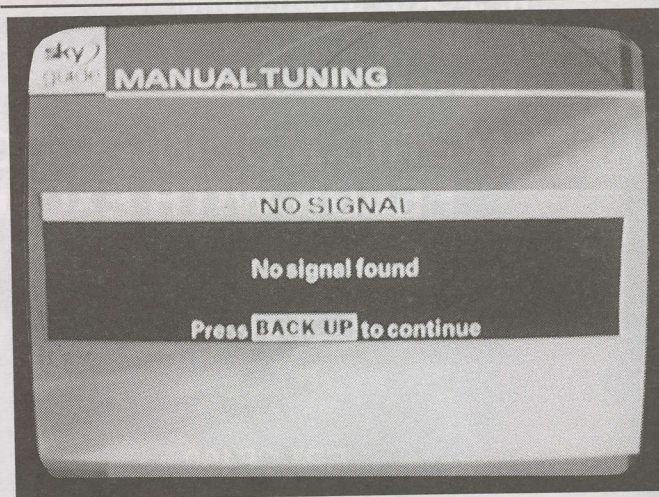 sky
guide
MANUAL TUNING
NO SIGNAL
No signal found
Press BACK UP to continue